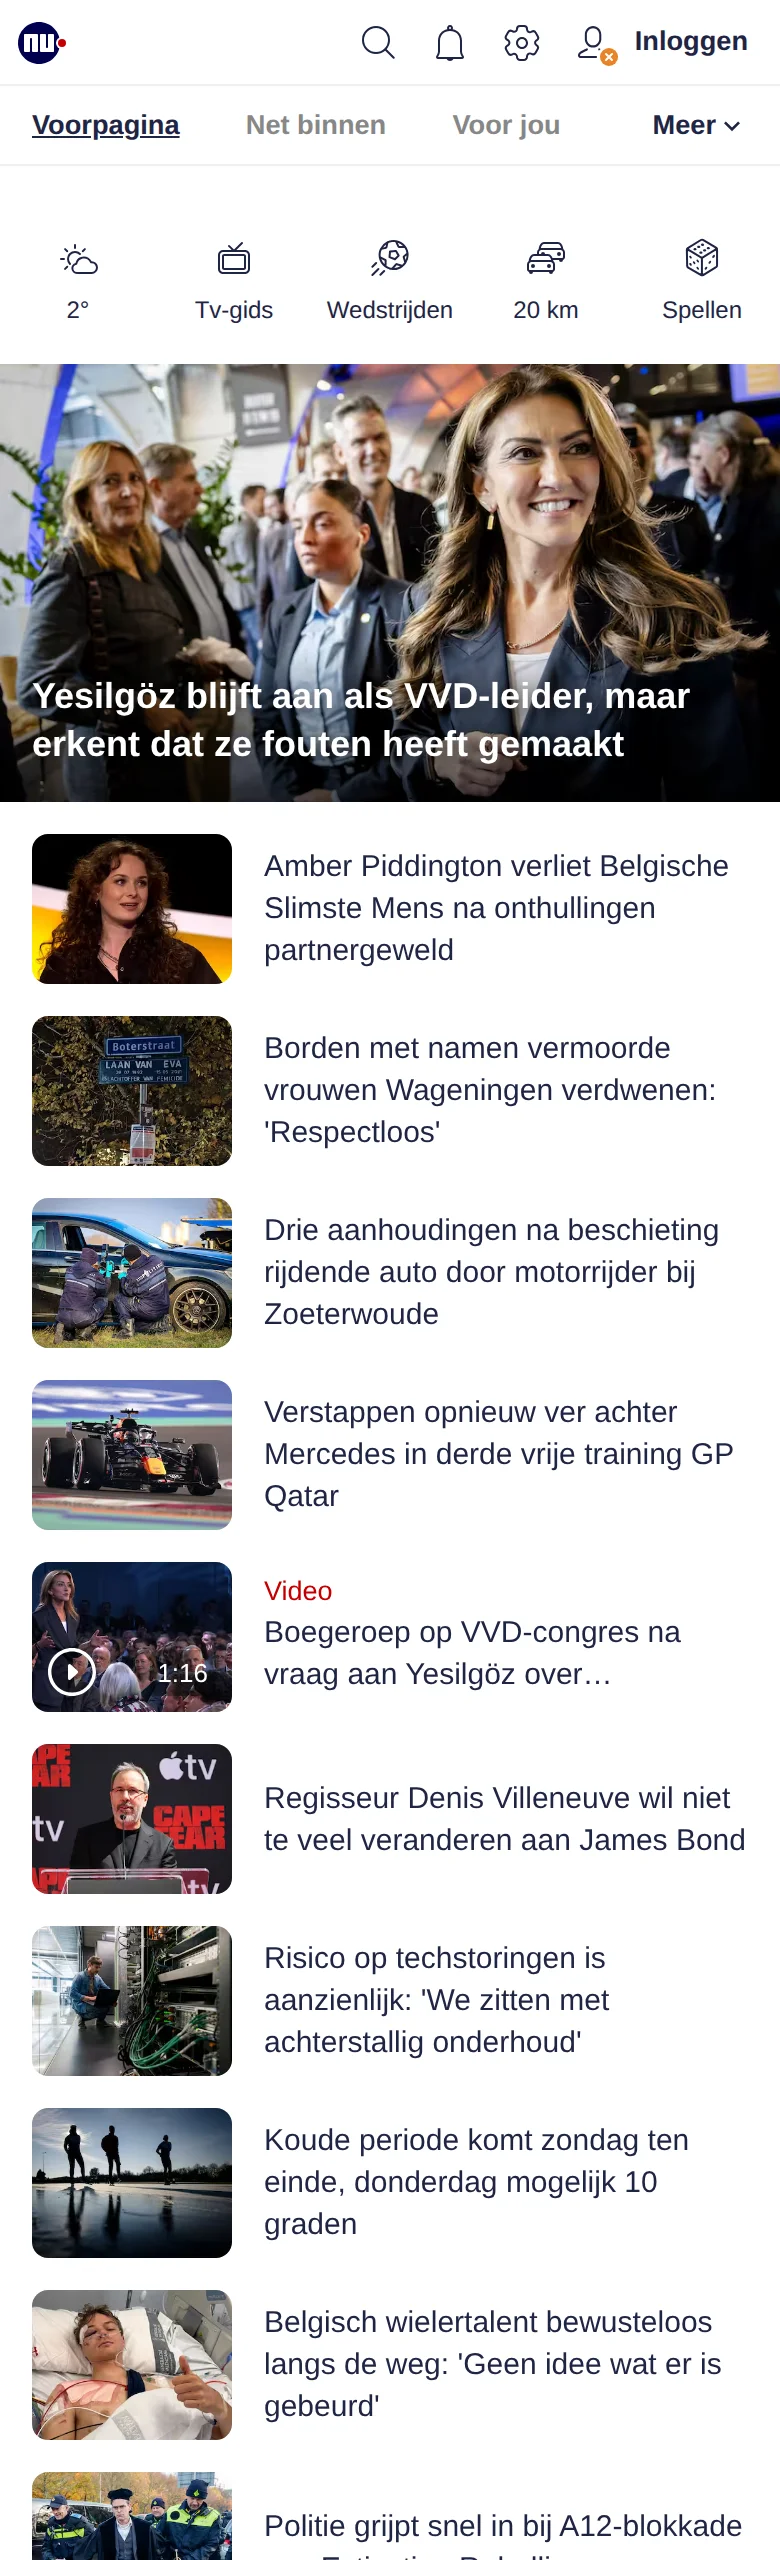 nu
Inloggen
Voorpagina
Net binnen
Voor jou
Meer
2°
Tv-gids
Wedstrijden
20 km
Spellen
Yesilgöz blijft aan als VVD-leider, maar
erkent dat ze fouten heeft gemaakt
Amber Piddington verliet Belgische
Slimste Mens na onthullingen
partnergeweld
Boterstraat
LAAN VAN EVA
Borden met namen vermoorde
vrouwen Wageningen verdwenen:
'Respectloos'
Drie aanhoudingen na beschieting
rijdende auto door motorrijder bij
Zoeterwoude
Verstappen opnieuw ver achter
Mercedes in derde vrije training GP
Qatar
1:16
Video
Boegeroep op VVD-congres na
vraag aan Yesilgöz over…
tv
CAPE
tv
tv
Regisseur Denis Villeneuve wil niet
te veel veranderen aan James Bond
Risico op techstoringen is
aanzienlijk: 'We zitten met
achterstallig onderhoud'
Koude periode komt zondag ten
einde, donderdag mogelijk 10
graden
Belgisch wielertalent bewusteloos
langs de weg: 'Geen idee wat er is
gebeurd'
Politie grijpt snel in bij A12-blokkade